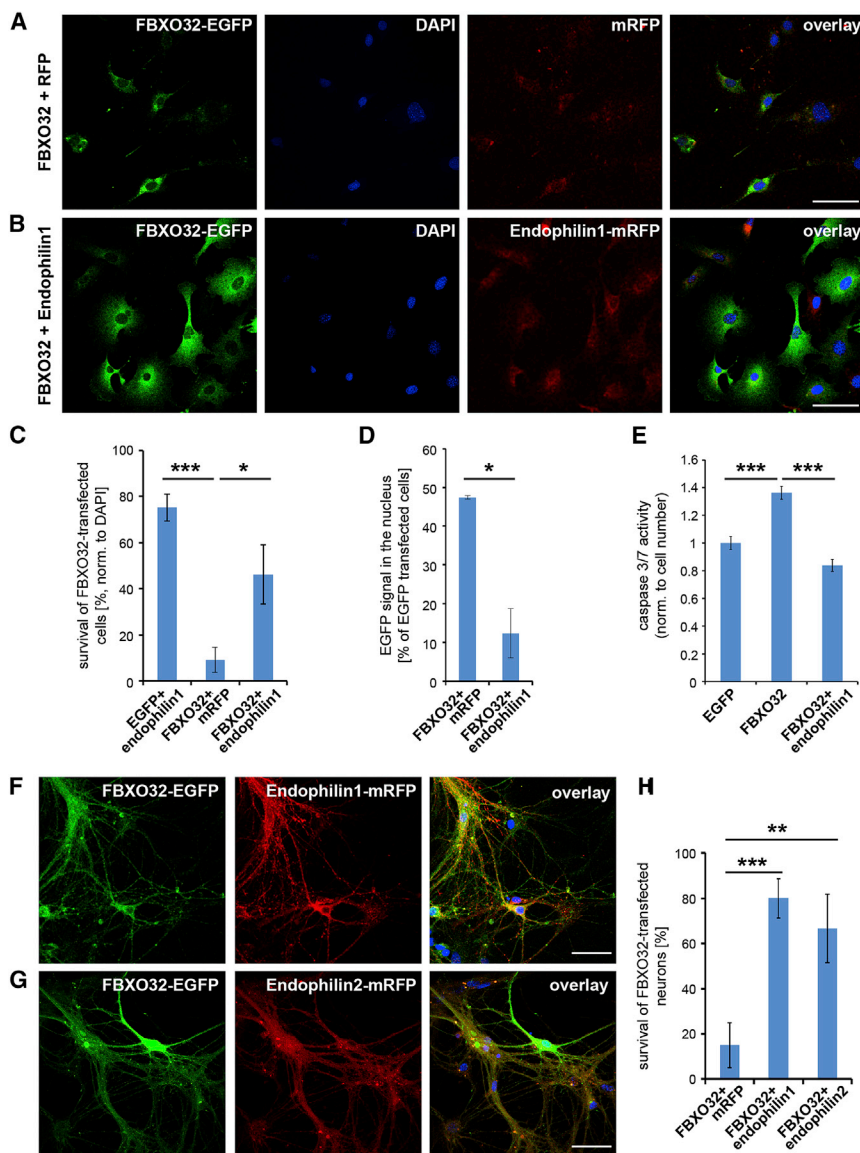 A
FBXO32 + RFP
FBXO32-EGFP
DAPI
mRFP
overlay
B
FBXO32 + Endophilin1
FBXO32-EGFP
DAPI
Endophilin1-mRFP
overlay
C
survival of FBXO32-transfected
cells [%, norm. to DAPI]
100
80
60
40
20
0
***
*
EGFP+
endophilin1
FBXO32+
mRFP
FBXO32+
endophilin1
D
EGFP signal in the nucleus
[% of EGFP transfected cells]
60
50
40
30
20
10
0
*
FBXO32+
mRFP
FBXO32+
endophilin1
E
caspase 3/7 activity
(norm. to cell number)
1.6
1.4
1.2
1
0.8
0.6
0.4
0.2
0
***
***
EGFP
FBXO32
FBXO32+
endophilin1
F
FBXO32-EGFP
Endophilin1-mRFP
overlay
G
FBXO32-EGFP
Endophilin2-mRFP
overlay
H
survival of FBXO32-transfected
neurons [%]
100
80
60
40
20
0
**
***
FBXO32+
mRFP
FBXO32+
endophilin1
FBXO32+
endophilin2